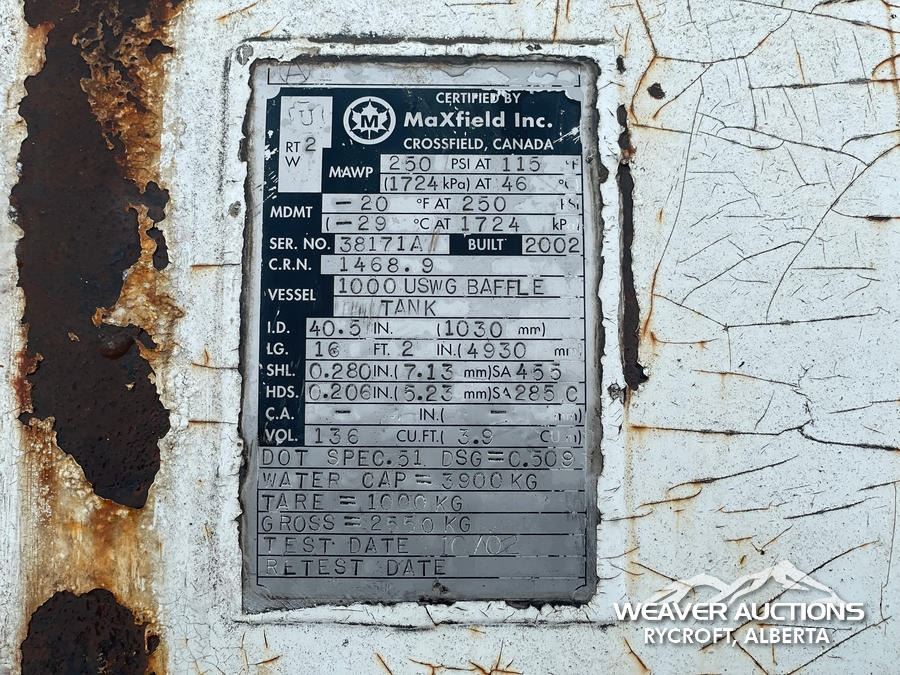 CERTIFIED BY
M MaXfield Inc.
CROSSFIELD, CANADA
RT 2
W
MAWP 250 PSI AT 115 °F
(1724 kPa) AT 46 °C
MDMT -20 °F AT 250 PSI
(-29 °C AT 1724 kP
SER. NO. 38171A BUILT 2002
C.R.N. 1468.9
VESSEL 1000 USWG BAFFLE
TANK
I.D. 40.5 IN. (1030 mm)
LG. 16 FT. 2 IN.( 4930 m
SHL. 0.280 IN.( 7.13 mm)SA 455
HDS. 0.206 IN.( 5.23 mm)SA 285 C
C.A. - IN.( -
VOL. 136 CU.FT.( 3.9 CU
DOT SPEC.51 DSG=0.509
WATER CAP = 3900 KG
TARE = 1000 KG
GROSS = 2550 KG
TEST DATE 10/02
RETEST DATE
WEAVER AUCTIONS
RYCROFT, ALBERTA